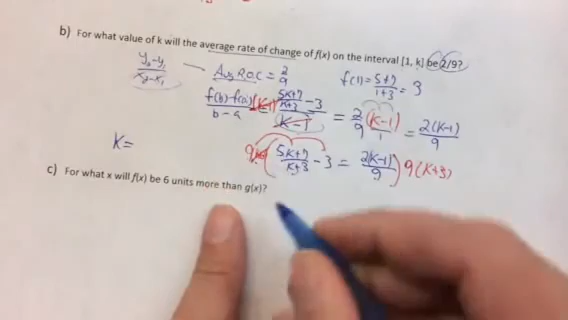 b) For what value of k will the average rate of change of f(x) on the interval [1, k] be 2/9?
y₂-y₁ / x₂-x₁ — Avg R.O.C = 2/9 f(1) = 5+7 / 1+3 = 3
f(b)-f(a) / b-a = (k-1) 5k+7 / k+3 - 3 / k-1 = 2/9 (k-1) / 1 = 2(k-1) / 9
k=
( 5k+7 / k+3 - 3 = 2(k-1) / 9 ) 9(k+3)
c) For what x will f(x) be 6 units more than g(x)?